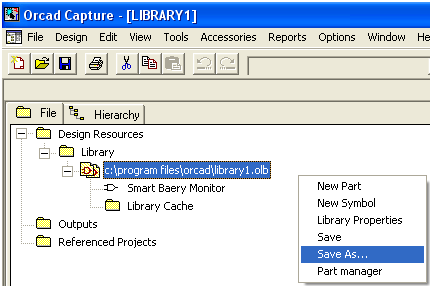 Orcad Capture - [LIBRARY1]
File Design Edit View Tools Accessories Reports Options Window He
File Hierarchy
Design Resources
Library
c:\program files\orcad\library1.olb
Smart Baery Monitor
Library Cache
Outputs
Referenced Projects
New Part
New Symbol
Library Properties
Save
Save As...
Part manager